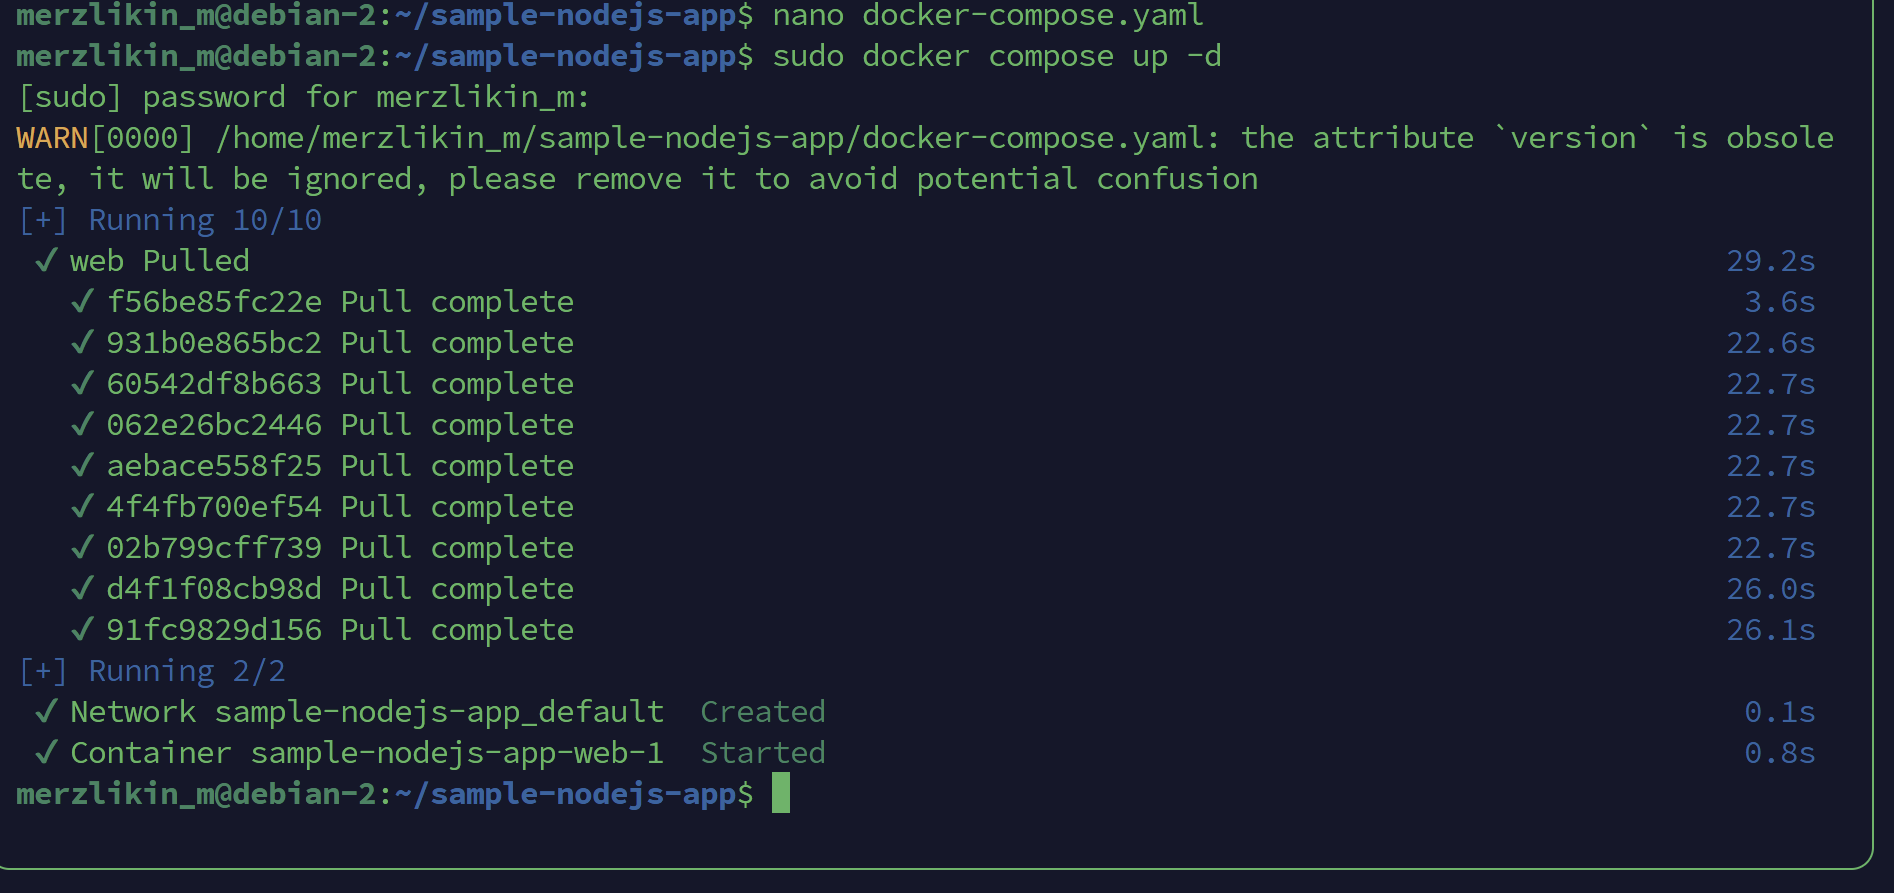 merzlikin_m@debian-2:~/sample-nodejs-app$ nano docker-compose.yaml
merzlikin_m@debian-2:~/sample-nodejs-app$ sudo docker compose up -d
[sudo] password for merzlikin_m:
WARN[0000] /home/merzlikin_m/sample-nodejs-app/docker-compose.yaml: the attribute `version` is obsole
te, it will be ignored, please remove it to avoid potential confusion
[+] Running 10/10
✓ web Pulled 29.2s
✓ f56be85fc22e Pull complete 3.6s
✓ 931b0e865bc2 Pull complete 22.6s
✓ 60542df8b663 Pull complete 22.7s
✓ 062e26bc2446 Pull complete 22.7s
✓ aebace558f25 Pull complete 22.7s
✓ 4f4fb700ef54 Pull complete 22.7s
✓ 02b799cff739 Pull complete 22.7s
✓ d4f1f08cb98d Pull complete 26.0s
✓ 91fc9829d156 Pull complete 26.1s
[+] Running 2/2
✓ Network sample-nodejs-app_default Created 0.1s
✓ Container sample-nodejs-app-web-1 Started 0.8s
merzlikin_m@debian-2:~/sample-nodejs-app$